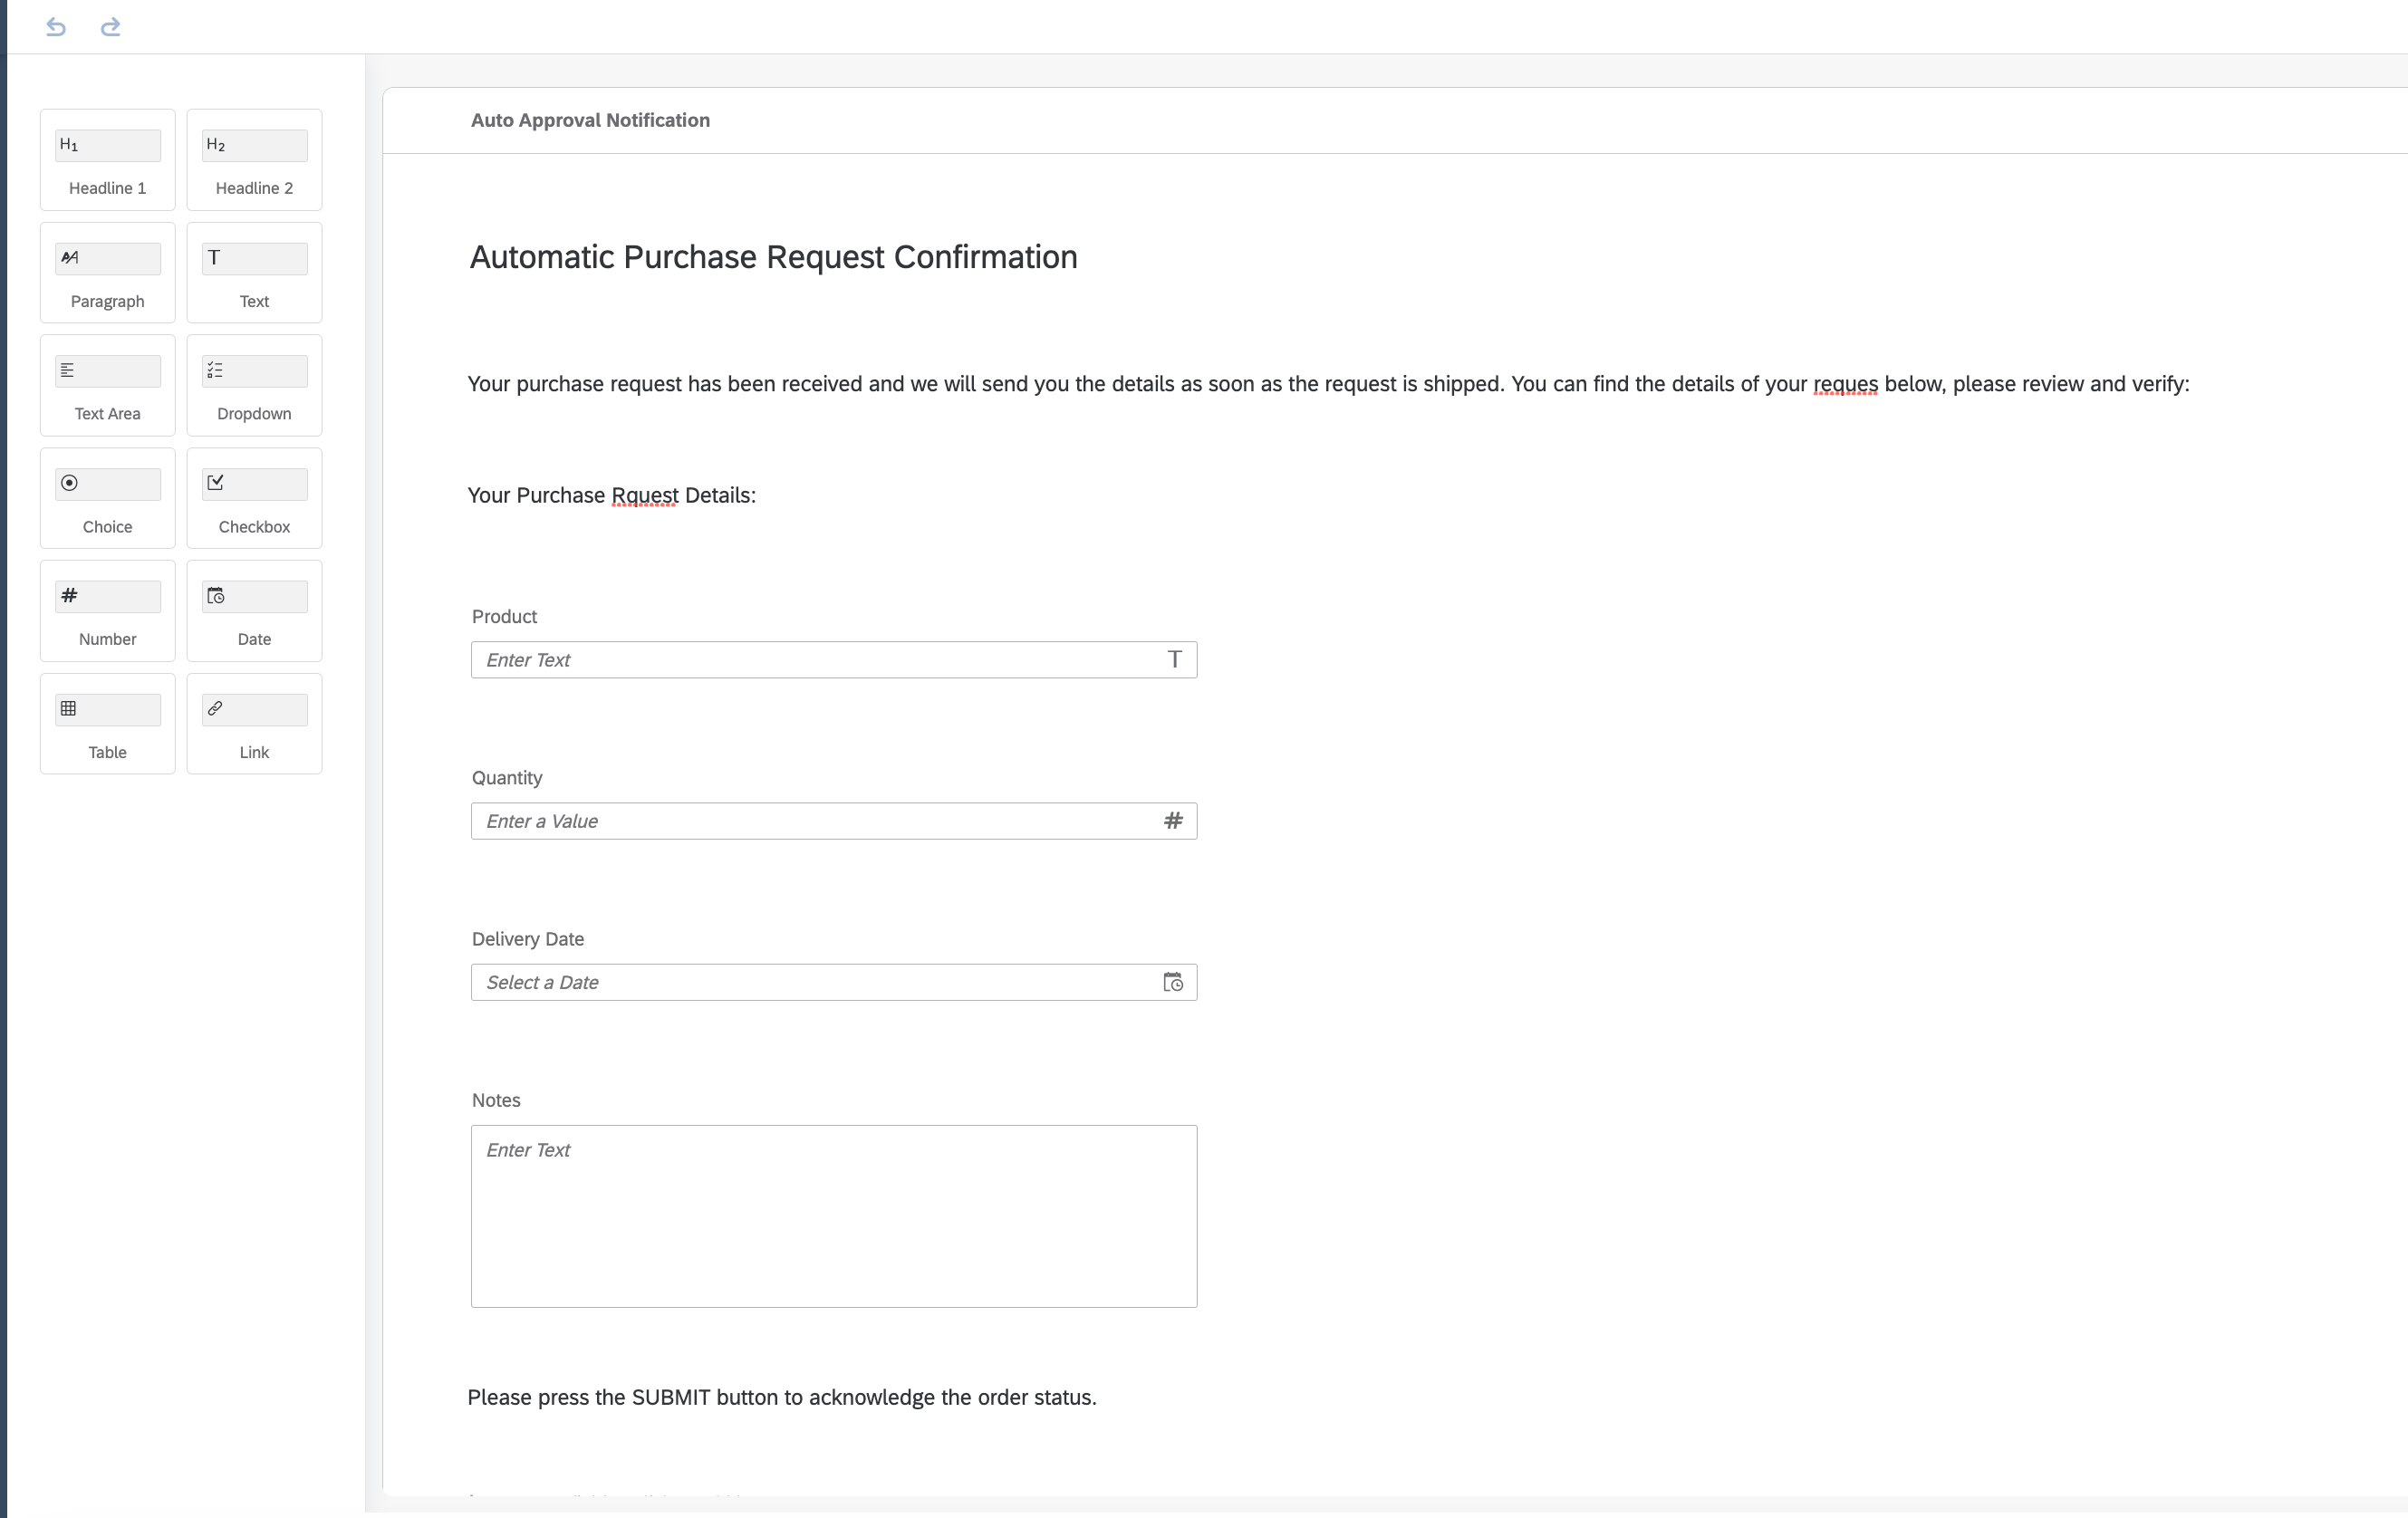 Auto Approval Notification
H1
H2
Headline 1
Headline 2
Automatic Purchase Request Confirmation
AA
T
Paragraph
Text
Your purchase request has been received and we will send you the details as soon as the request is shipped. You can find the details of your reques below, please review and verify:
Text Area
Dropdown
Your Purchase Rquest Details:
Choice
Checkbox
#
Number
Date
Product
Enter Text
T
Table
Link
Quantity
Enter a Value
#
Delivery Date
Select a Date
Notes
Enter Text
Please press the SUBMIT button to acknowledge the order status.